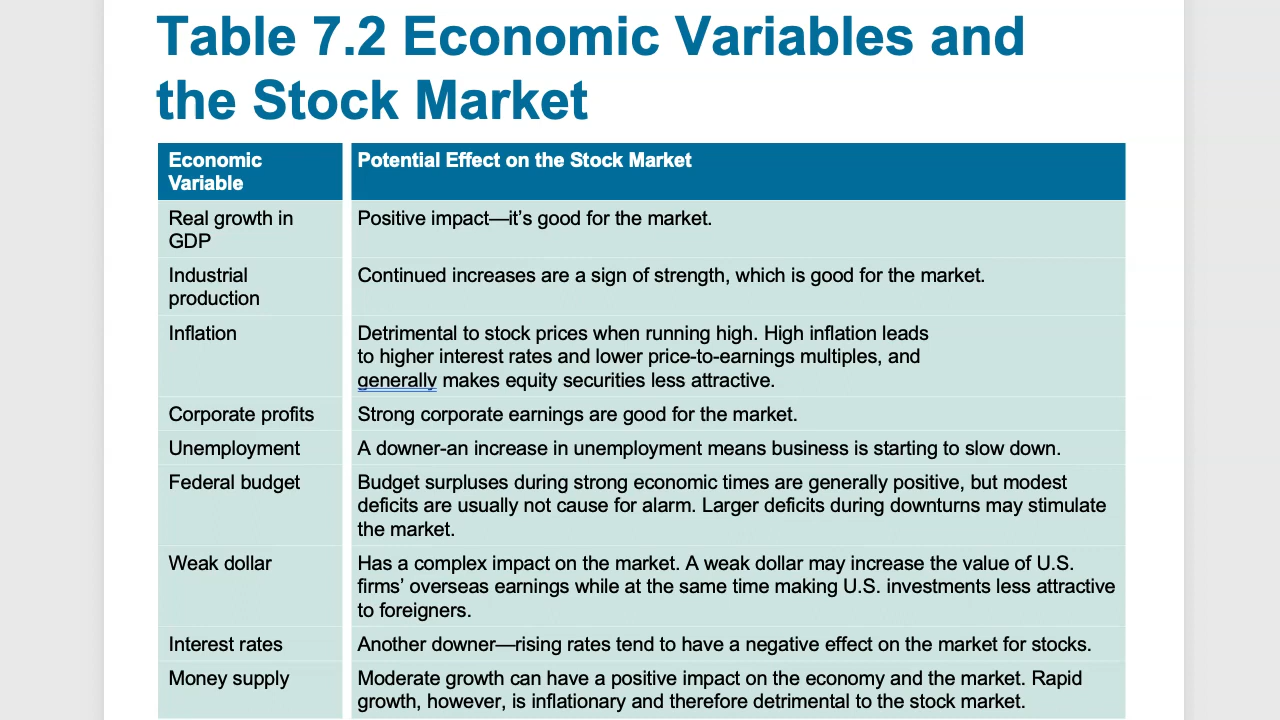 Table 7.2 Economic Variables and
the Stock Market
Economic
Variable
Potential Effect on the Stock Market
Real growth in
GDP
Positive impact—it’s good for the market.
Industrial
production
Continued increases are a sign of strength, which is good for the market.
Inflation
Detrimental to stock prices when running high. High inflation leads
to higher interest rates and lower price-to-earnings multiples, and
generally makes equity securities less attractive.
Corporate profits
Strong corporate earnings are good for the market.
Unemployment
A downer-an increase in unemployment means business is starting to slow down.
Federal budget
Budget surpluses during strong economic times are generally positive, but modest
deficits are usually not cause for alarm. Larger deficits during downturns may stimulate
the market.
Weak dollar
Has a complex impact on the market. A weak dollar may increase the value of U.S.
firms’ overseas earnings while at the same time making U.S. investments less attractive
to foreigners.
Interest rates
Another downer—rising rates tend to have a negative effect on the market for stocks.
Money supply
Moderate growth can have a positive impact on the economy and the market. Rapid
growth, however, is inflationary and therefore detrimental to the stock market.